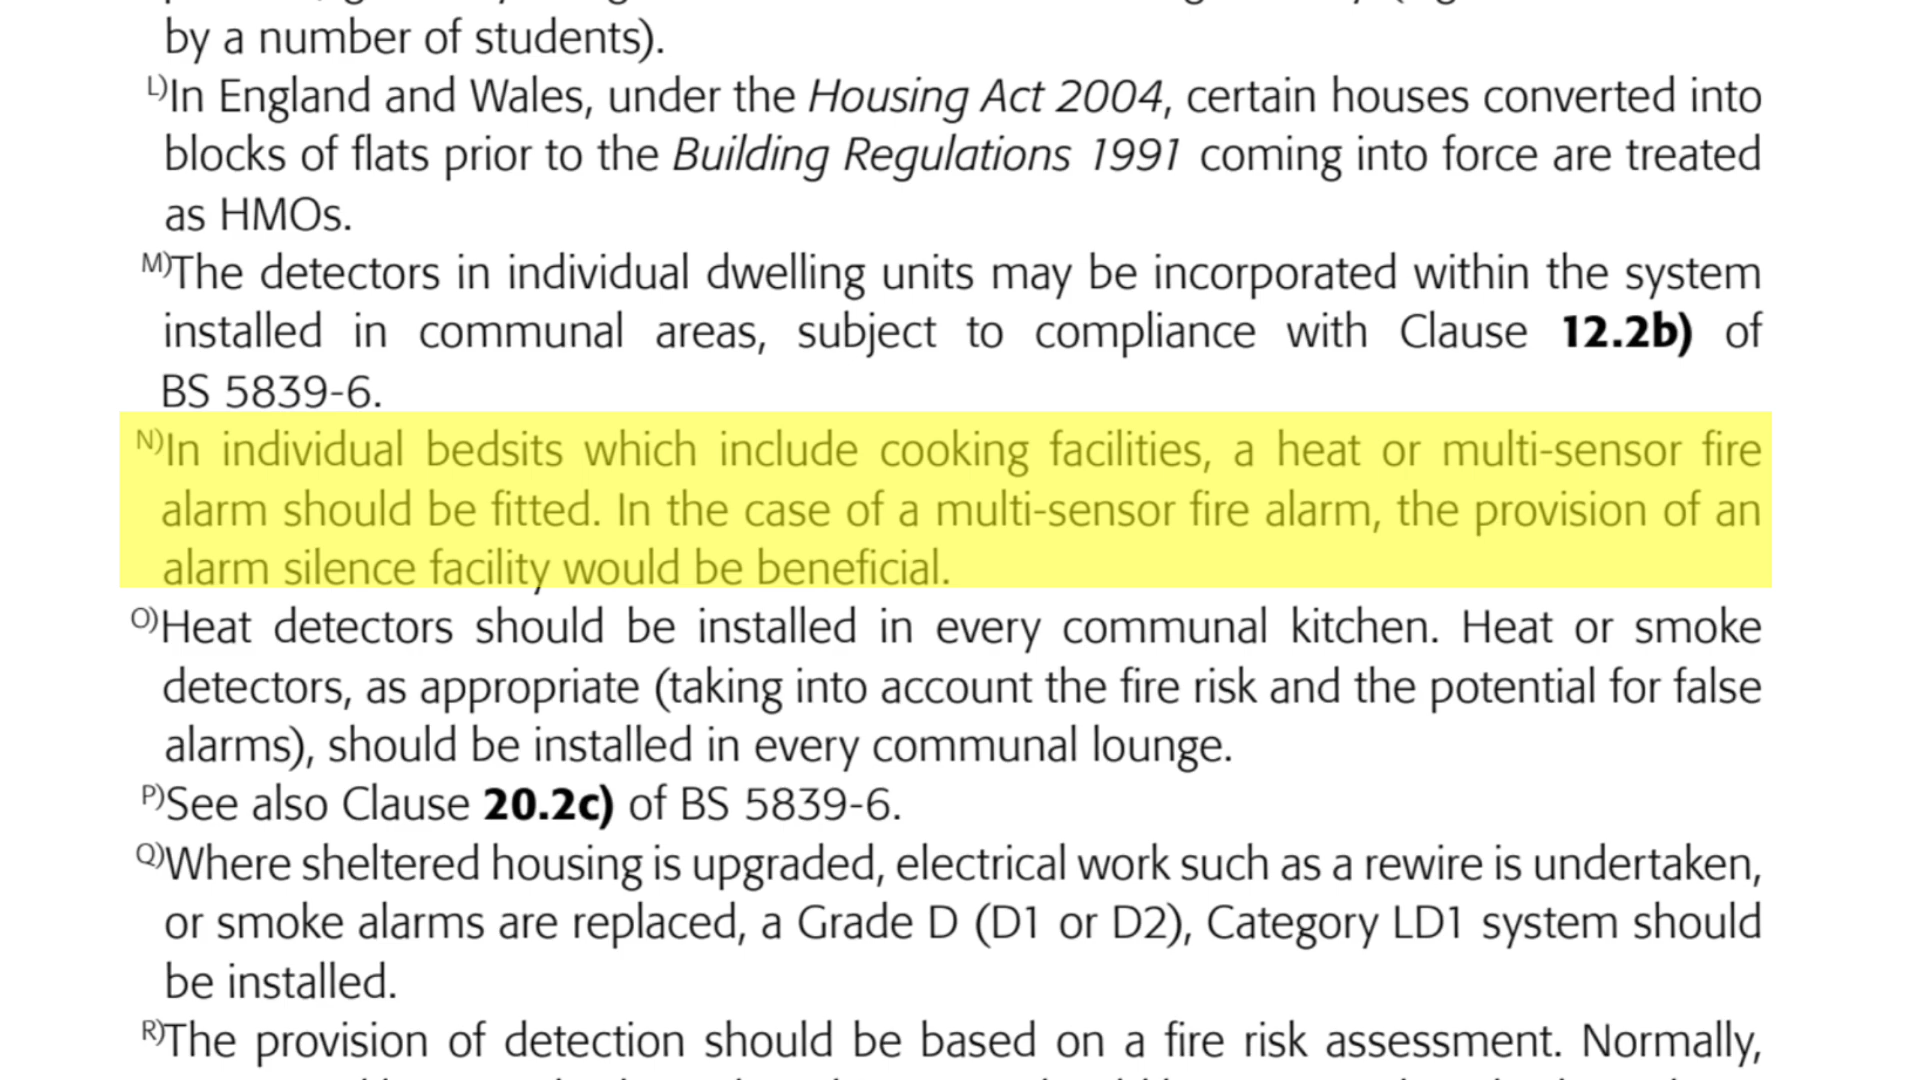 by a number of students).
L)In England and Wales, under the Housing Act 2004, certain houses converted into
blocks of flats prior to the Building Regulations 1991 coming into force are treated
as HMOs.
M)The detectors in individual dwelling units may be incorporated within the system
installed in communal areas, subject to compliance with Clause 12.2b) of
BS 5839-6.
N)In individual bedsits which include cooking facilities, a heat or multi-sensor fire
alarm should be fitted. In the case of a multi-sensor fire alarm, the provision of an
alarm silence facility would be beneficial.
O)Heat detectors should be installed in every communal kitchen. Heat or smoke
detectors, as appropriate (taking into account the fire risk and the potential for false
alarms), should be installed in every communal lounge.
P)See also Clause 20.2c) of BS 5839-6.
Q)Where sheltered housing is upgraded, electrical work such as a rewire is undertaken,
or smoke alarms are replaced, a Grade D (D1 or D2), Category LD1 system should
be installed.
R)The provision of detection should be based on a fire risk assessment. Normally,